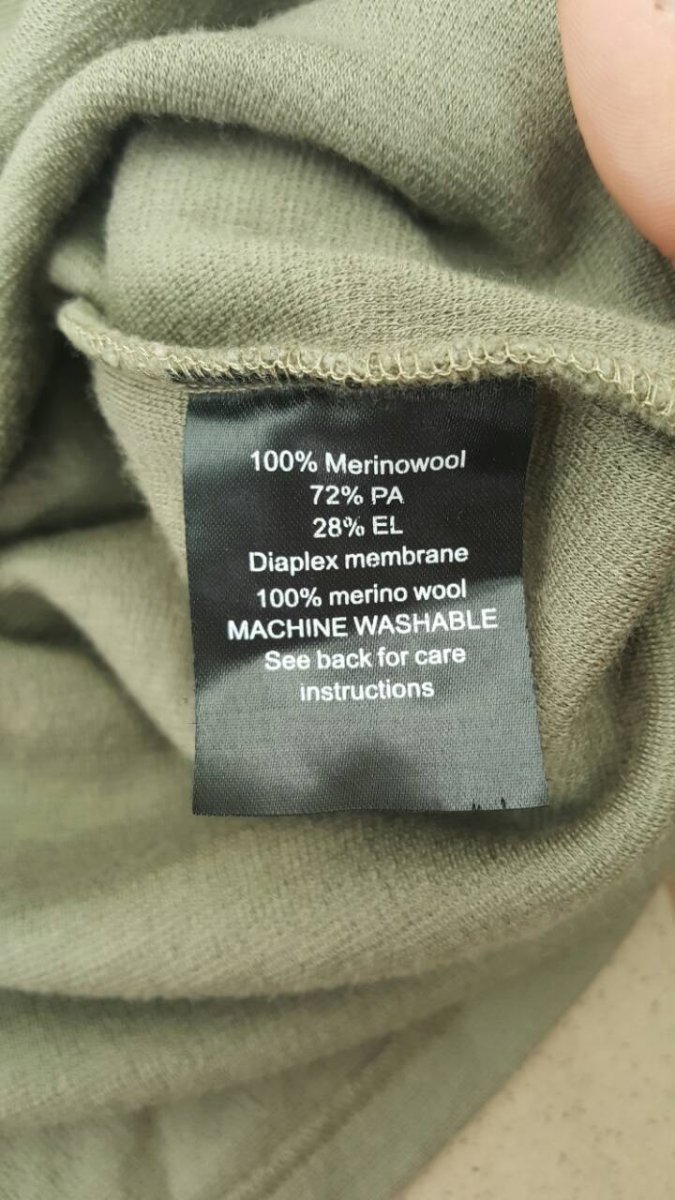 100% Merinowool
72% PA
28% EL
Diaplex membrane
100% merino wool
MACHINE WASHABLE
See back for care
instructions